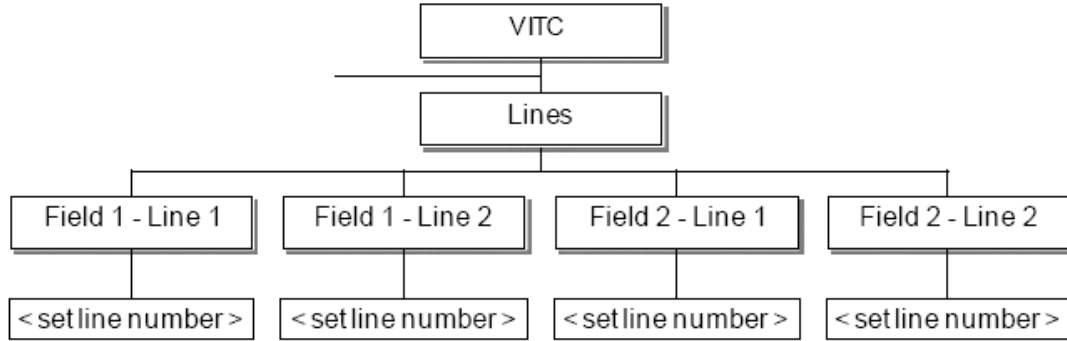 VITC
Lines
Field 1 - Line 1
Field 1 - Line 2
Field 2 - Line 1
Field 2 - Line 2
< set line number >
< set line number >
< set line number >
< set line number >